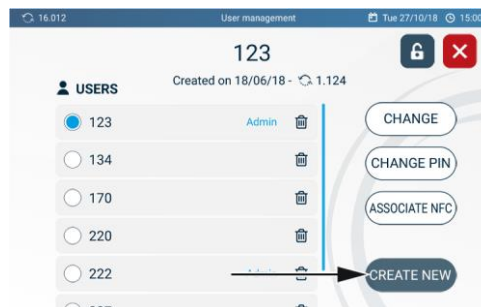 16.012 User management Tue 27/10/18 15:00
123
Created on 18/06/18 - 1.124
USERS
123 Admin
134
170
220
222
CHANGE
CHANGE PIN
ASSOCIATE NFC
CREATE NEW